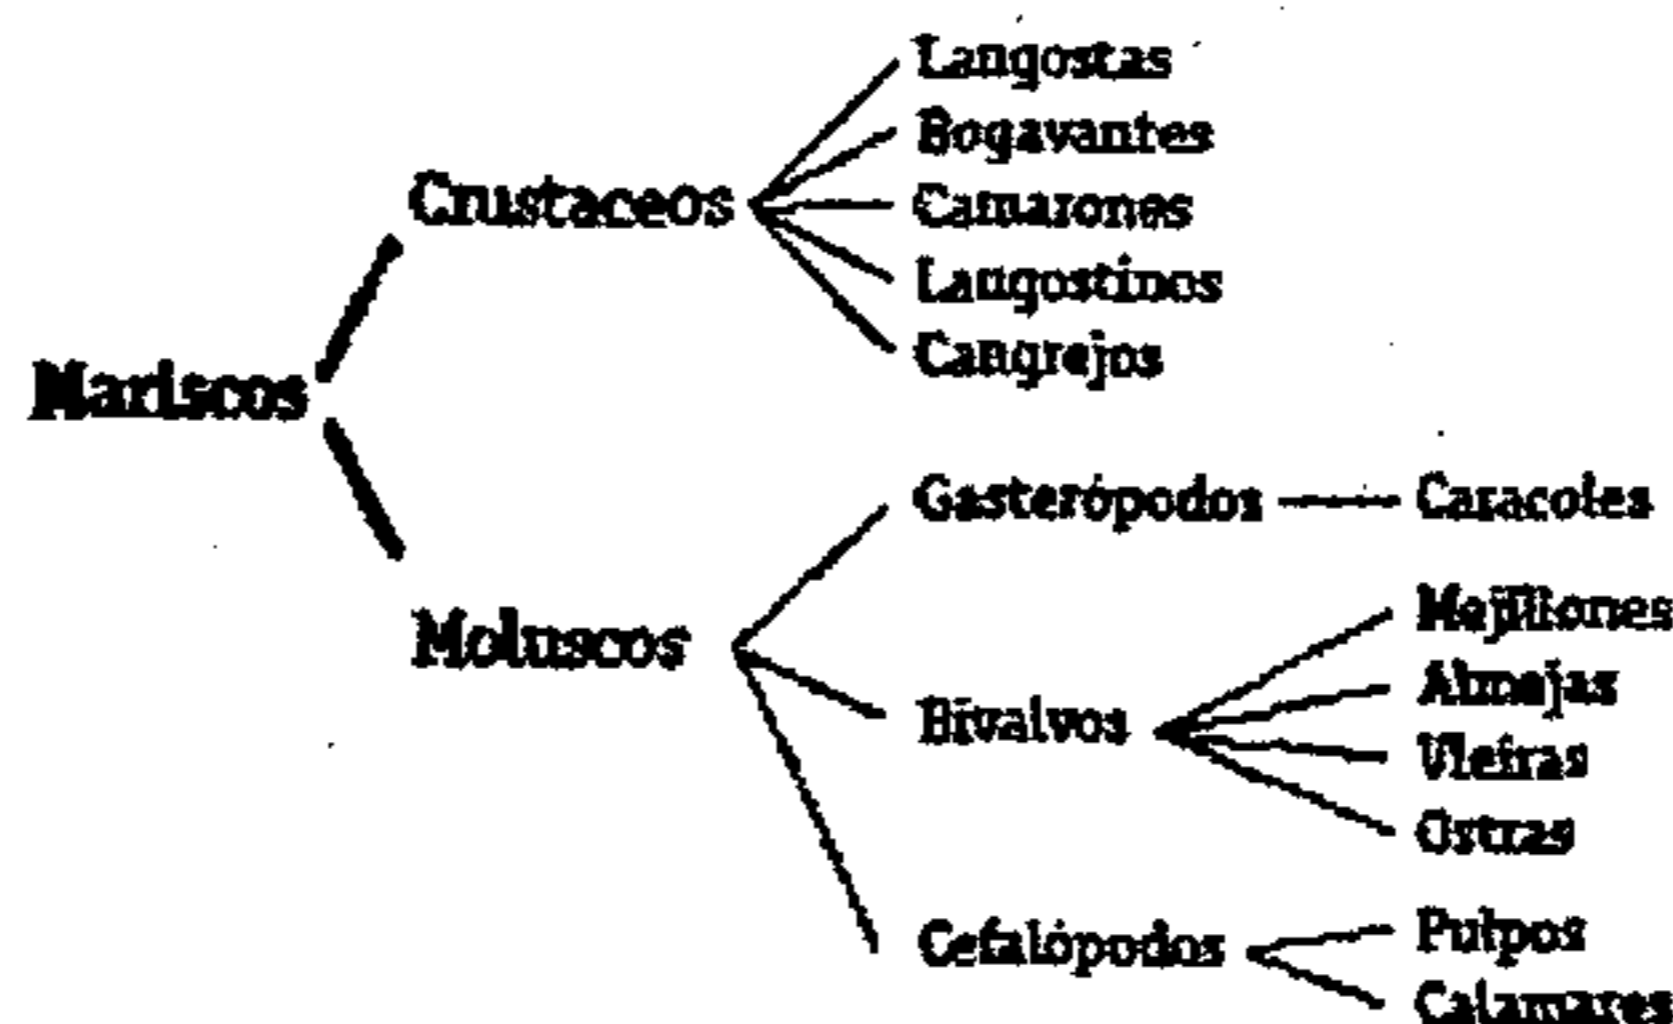 Mariscos
Crustaceos
Langostas
Bogavantes
Camarones
Langostinos
Cangrejos
Moluscos
Gasterópodos
Caracoles
Bivalvos
Mejillones
Almejas
Vieiras
Ostras
Cefalópodos
Pulpos
Calamares